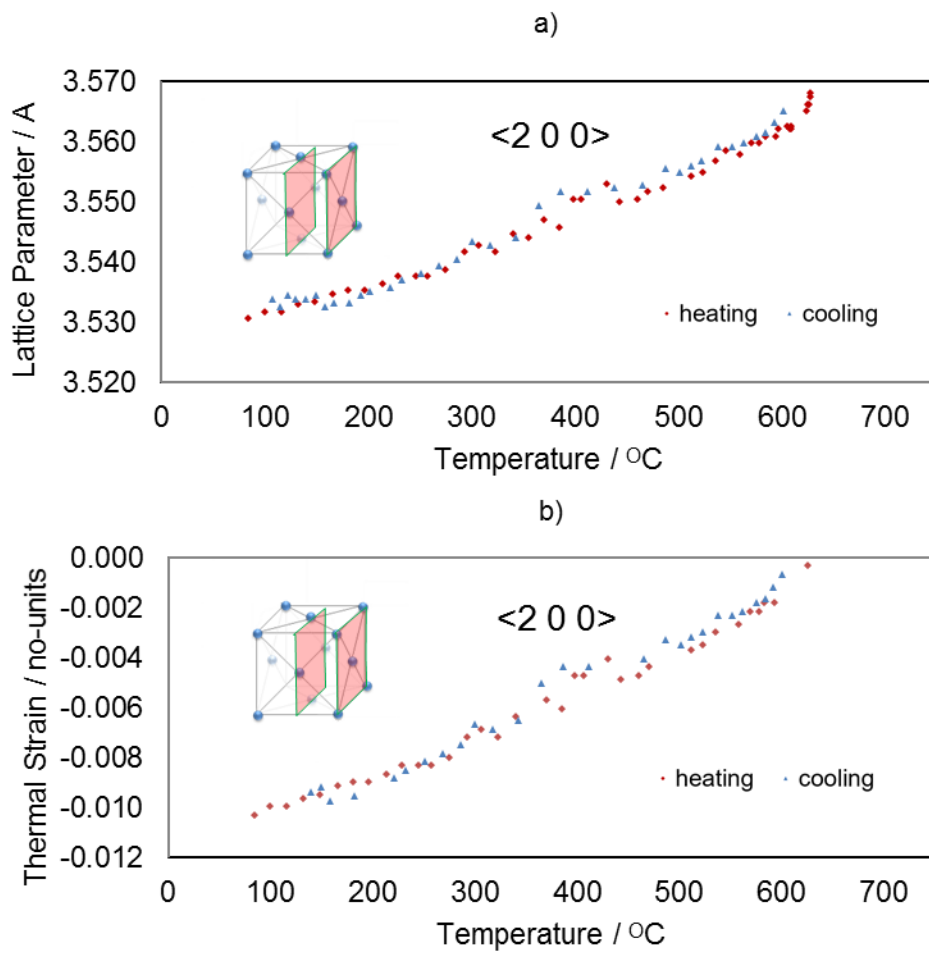 a)
3.570
3.560
3.550
3.540
3.530
3.520
Lattice Parameter / A
<2 0 0>
heating
cooling
0
100
200
300
400
500
600
700
Temperature / ᴼC
b)
0.000
-0.002
-0.004
-0.006
-0.008
-0.010
-0.012
Thermal Strain / no-units
<2 0 0>
heating
cooling
0
100
200
300
400
500
600
700
Temperature / ᴼC